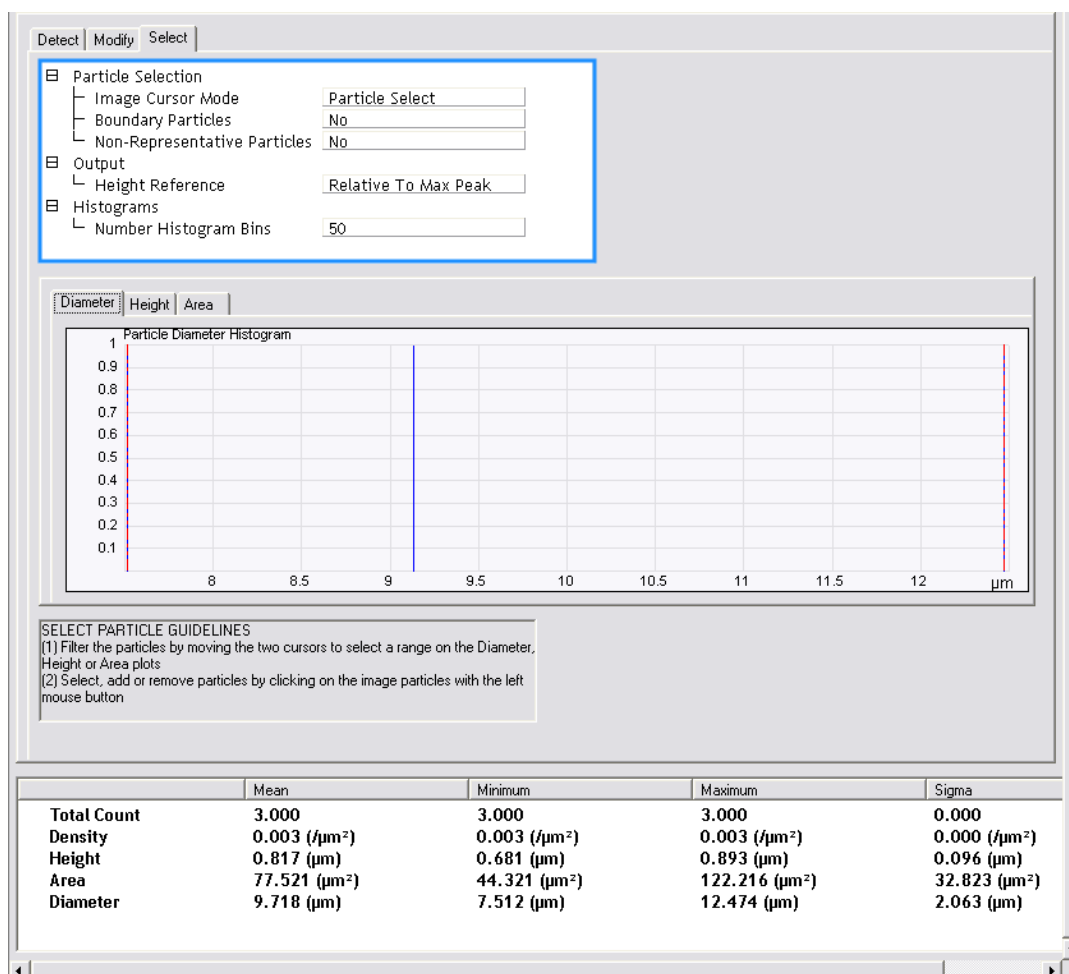 Detect Modify Select
Particle Selection
Image Cursor Mode Particle Select
Boundary Particles No
Non-Representative Particles No
Output
Height Reference Relative To Max Peak
Histograms
Number Histogram Bins 50
Diameter Height Area
Particle Diameter Histogram
1
0.9
0.8
0.7
0.6
0.5
0.4
0.3
0.2
0.1
8 8.5 9 9.5 10 10.5 11 11.5 12 µm
SELECT PARTICLE GUIDELINES
(1) Filter the particles by moving the two cursors to select a range on the Diameter,
Height or Area plots
(2) Select, add or remove particles by clicking on the image particles with the left
mouse button
Mean Minimum Maximum Sigma
Total Count 3.000 3.000 3.000 0.000
Density 0.003 (/µm²) 0.003 (/µm²) 0.003 (/µm²) 0.000 (/µm²)
Height 0.817 (µm) 0.681 (µm) 0.893 (µm) 0.096 (µm)
Area 77.521 (µm²) 44.321 (µm²) 122.216 (µm²) 32.823 (µm²)
Diameter 9.718 (µm) 7.512 (µm) 12.474 (µm) 2.063 (µm)